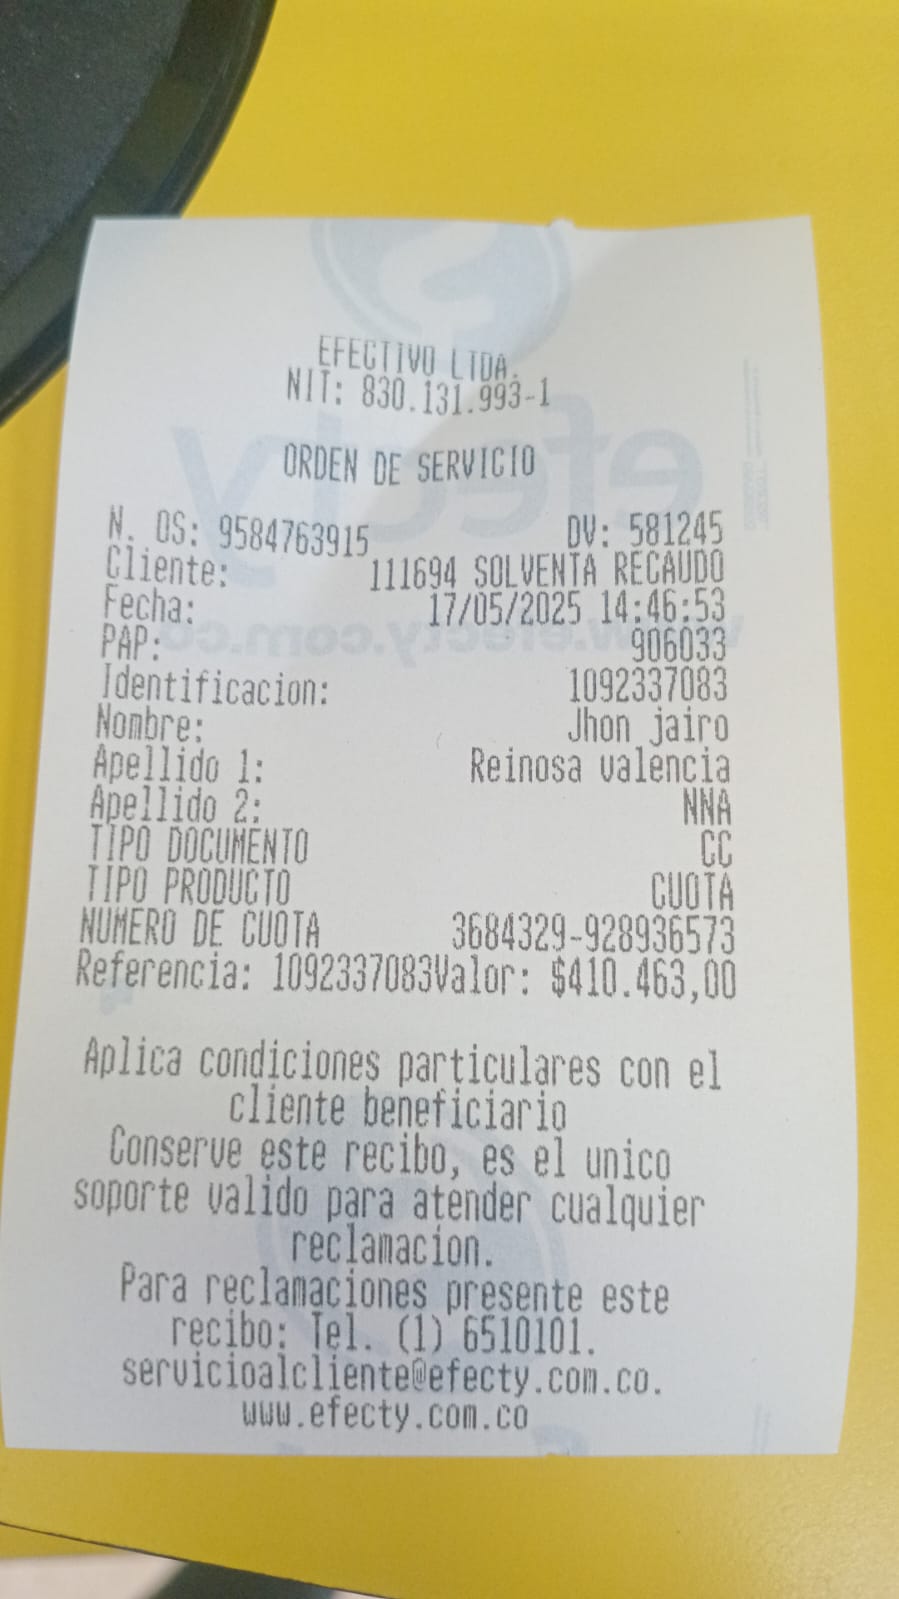 EFECTIVO LTDA.
NIT: 830.131.993-1
ORDEN DE SERVICIO
N. OS: 9584763915 DV: 581245
Cliente: 111694 SOLVENTA RECAUDO
Fecha: 17/05/2025 14:46:53
PAP: 906033
Identificacion: 1092337083
Nombre: Jhon jairo
Apellido 1: Reinosa valencia
Apellido 2: NNA
TIPO DOCUMENTO CC
TIPO PRODUCTO CUOTA
NUMERO DE CUOTA 3684329-928936573
Referencia: 1092337083Valor: $410.463,00
Aplica condiciones particulares con el
cliente beneficiario
Conserve este recibo, es el unico
soporte valido para atender cualquier
reclamacion.
Para reclamaciones presente este
recibo: Tel. (1) 6510101.
servicioalcliente@efecty.com.co.
www.efecty.com.co